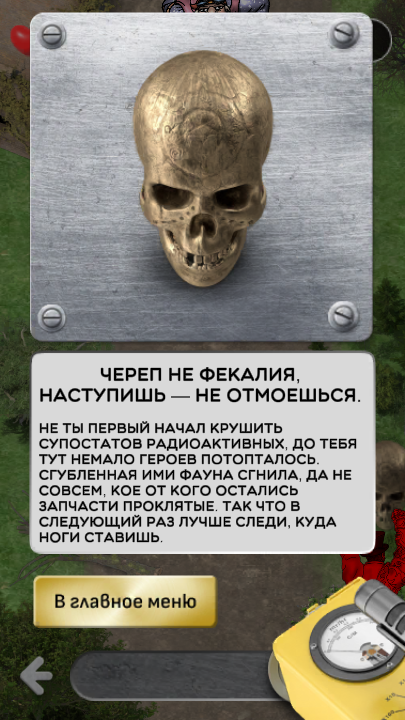 ЧЕРЕП НЕ ФЕКАЛИЯ,
НАСТУПИШЬ — НЕ ОТМОЕШЬСЯ.
НЕ ТЫ ПЕРВЫЙ НАЧАЛ КРУШИТЬ
СУПОСТАТОВ РАДИОАКТИВНЫХ, ДО ТЕБЯ
ТУТ НЕМАЛО ГЕРОЕВ ПОТОПТАЛОСЬ.
СГУБЛЕННАЯ ИМИ ФАУНА СГНИЛА, ДА НЕ
СОВСЕМ, КОЕ ОТ КОГО ОСТАЛИСЬ
ЗАПЧАСТИ ПРОКЛЯТЫЕ. ТАК ЧТО В
СЛЕДУЮЩИЙ РАЗ ЛУЧШЕ СЛЕДИ, КУДА
НОГИ СТАВИШЬ.
В главное меню